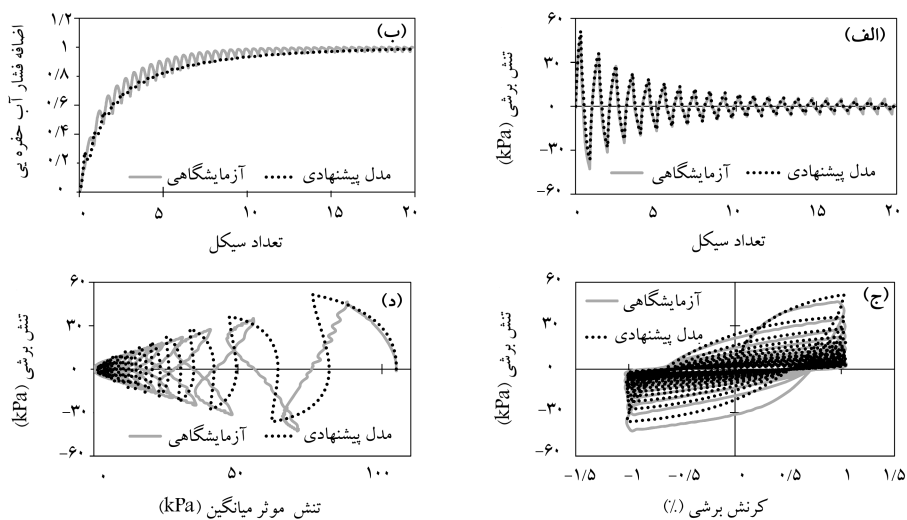 (الف)
۶۰
۳۰
۰
-۳۰
-۶۰
تنش برشی (kPa)
آزمایشگاهی
مدل پیشنهادی
۰
۵
۱۰
۱۵
۲۰
تعداد سیکل
(ب)
۱/۲
۱
۰/۸
۰/۶
۰/۴
۰/۲
۰
اضافه فشار آب حفره یی
آزمایشگاهی
مدل پیشنهادی
۰
۵
۱۰
۱۵
۲۰
تعداد سیکل
(ج)
۶۰
۳۰
۰
-۳۰
-۶۰
تنش برشی (kPa)
آزمایشگاهی
مدل پیشنهادی
-۱/۵
-۱
-۰/۵
۰
۰/۵
۱
۱/۵
کرنش برشی (٪)
(د)
۶۰
۳۰
۰
-۳۰
-۶۰
تنش برشی (kPa)
آزمایشگاهی
مدل پیشنهادی
۰
۵۰
۱۰۰
تنش موثر میانگین (kPa)